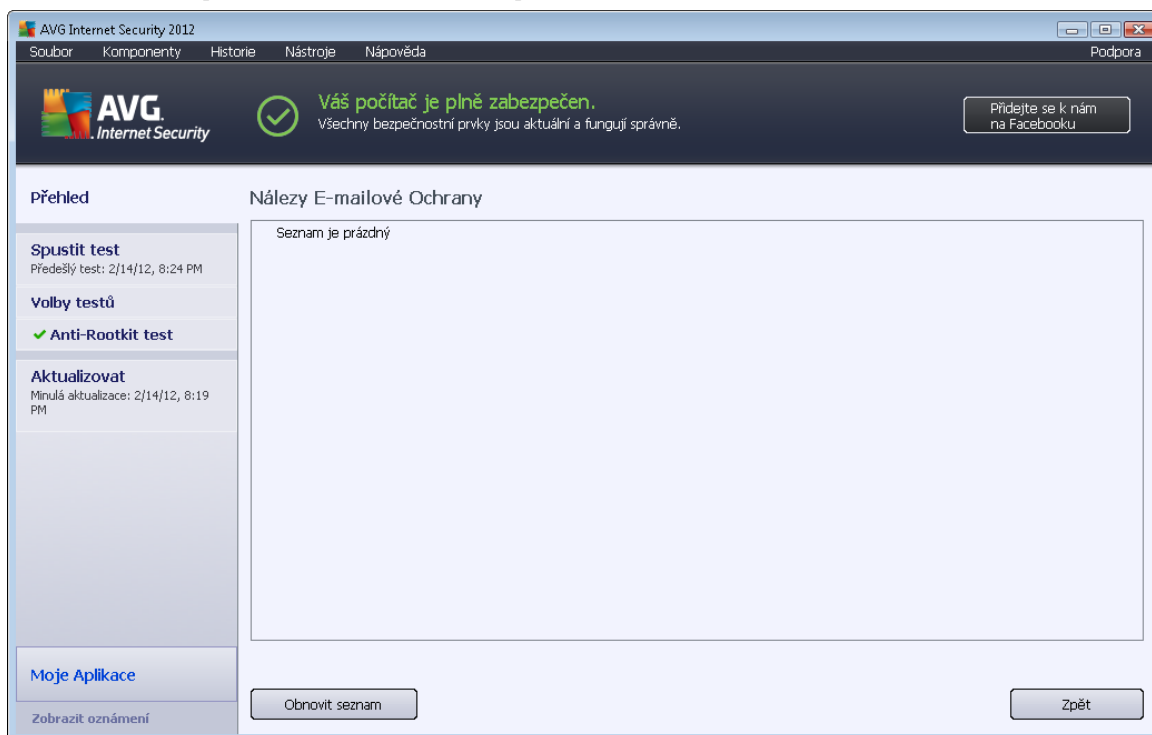 AVG Internet Security 2012
Soubor Komponenty Historie Nástroje Nápověda Podpora
AVG.
Internet Security
Váš počítač je plně zabezpečen.
Všechny bezpečnostní prvky jsou aktuální a fungují správně.
Přidejte se k nám
na Facebooku
Přehled
Spustit test
Předešlý test: 2/14/12, 8:24 PM
Volby testů
Anti-Rootkit test
Aktualizovat
Minulá aktualizace: 2/14/12, 8:19
PM
Moje Aplikace
Zobrazit oznámení
Nálezy E-mailové Ochrany
Seznam je prázdný
Obnovit seznam
Zpět